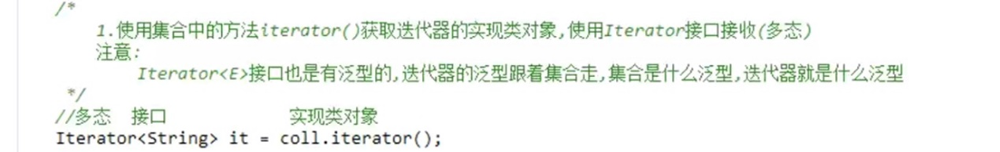 /*
1.使用集合中的方法iterator()获取迭代器的实现类对象,使用Iterator接口接收(多态)
注意:
Iterator<E>接口也是有泛型的,迭代器的泛型跟着集合走,集合是什么泛型,迭代器就是什么泛型
*/
//多态 接口 实现类对象
Iterator<String> it = coll.iterator();